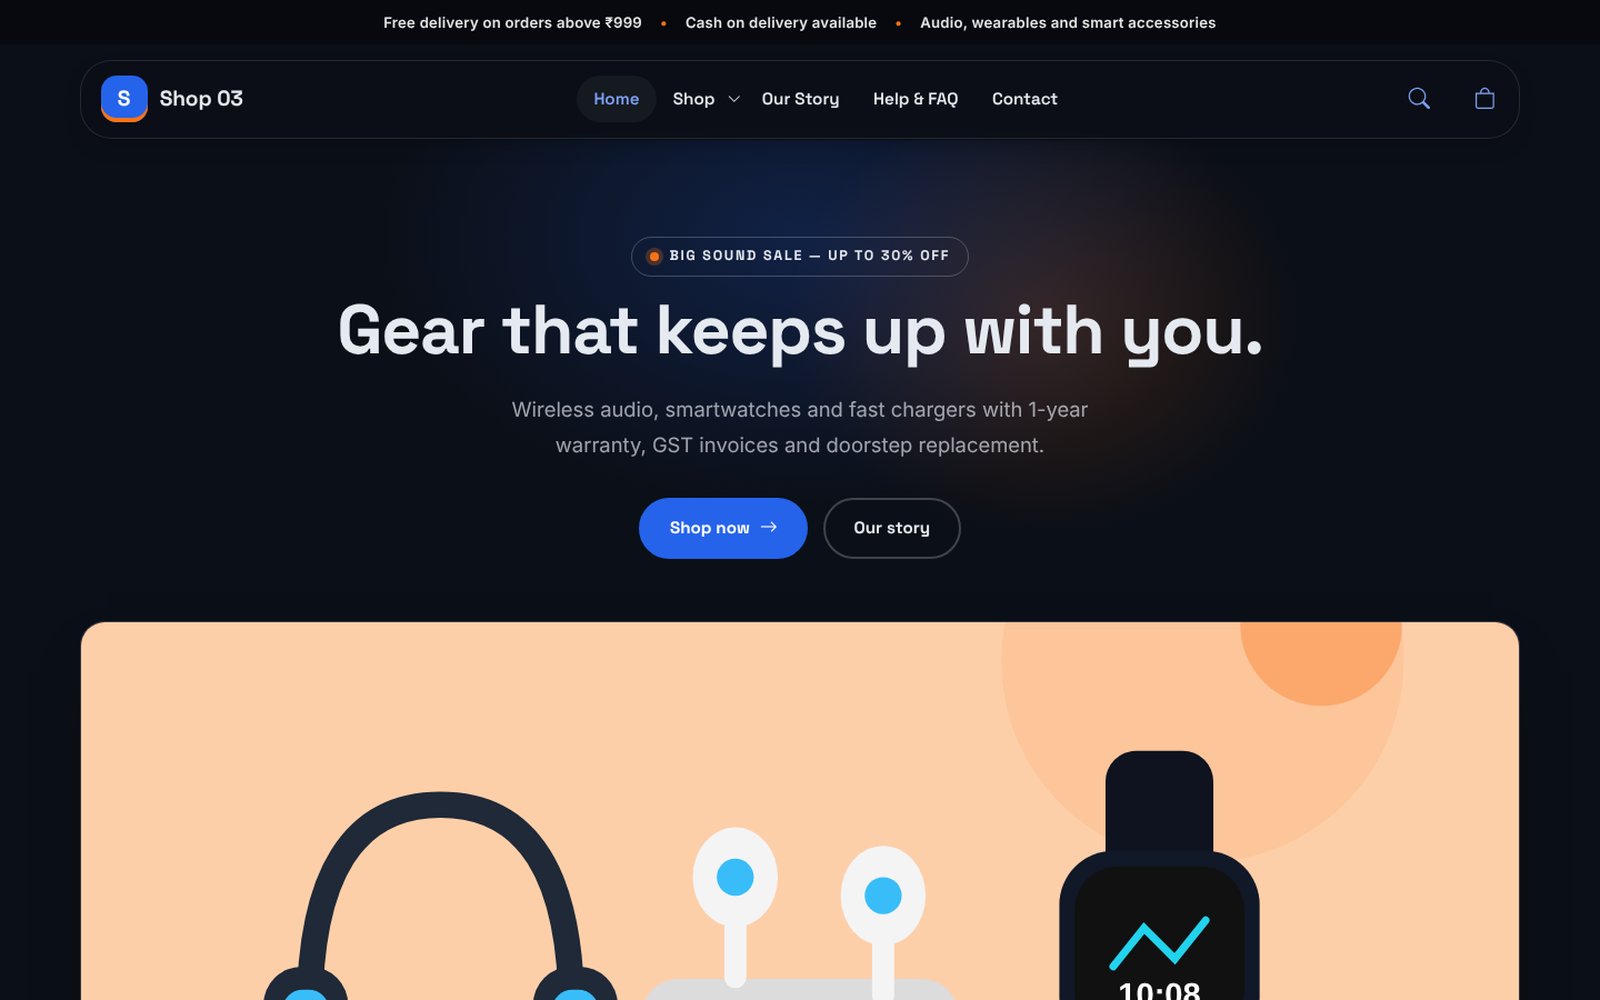 Free delivery on orders above ₹999 • Cash on delivery available • Audio, wearables and smart accessories
S Shop 03 Home Shop Our Story Help & FAQ Contact
BIG SOUND SALE — UP TO 30% OFF
Gear that keeps up with you.
Wireless audio, smartwatches and fast chargers with 1-year
warranty, GST invoices and doorstep replacement.
Shop now → Our story
10:08